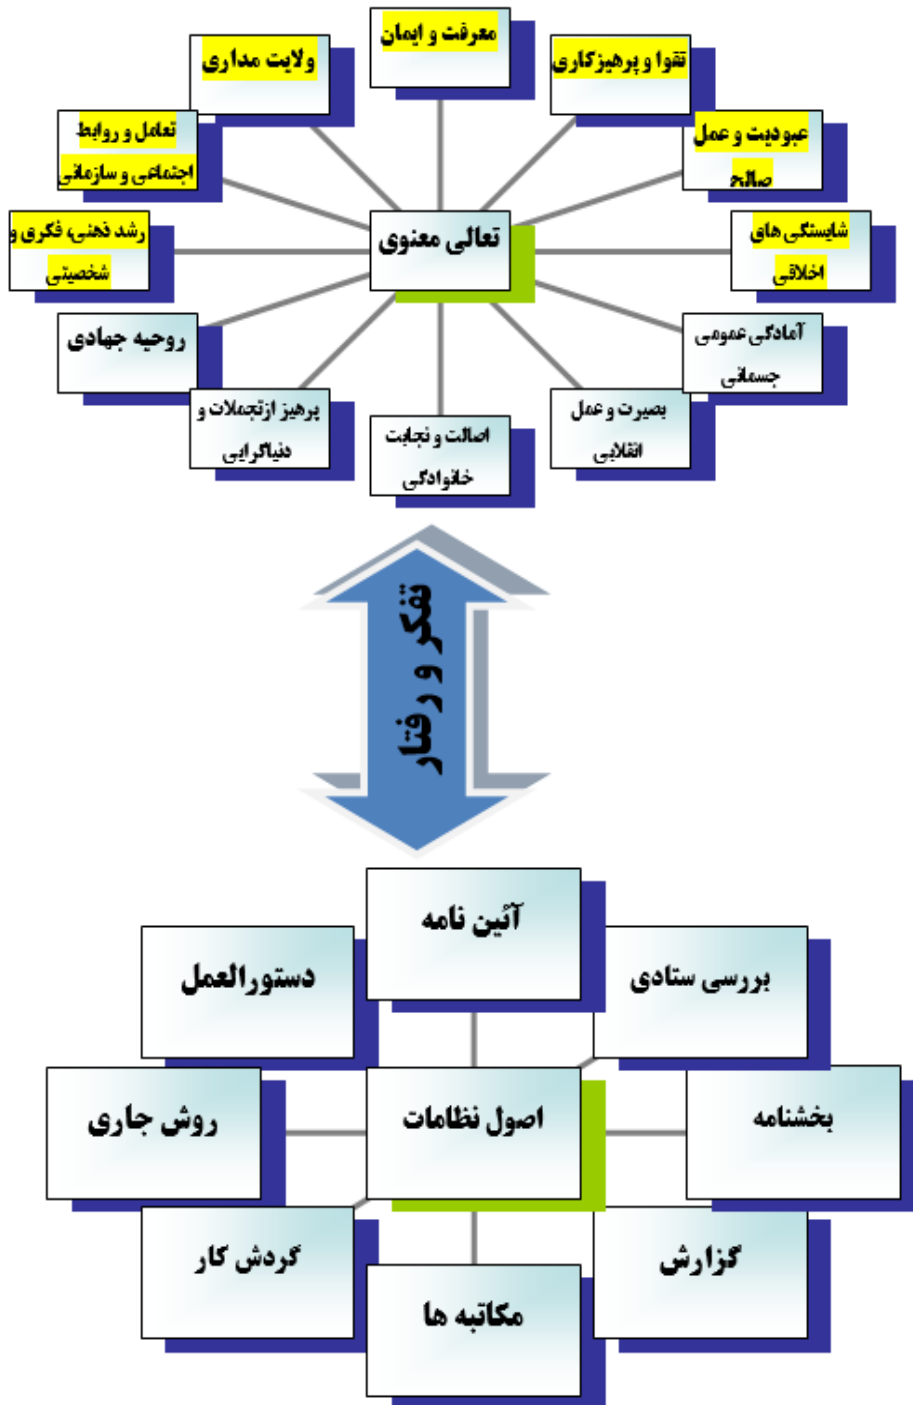 معرفت و ایمان
تقوا و پرهیزکاری
ولایت مداری
عبودیت و عمل
صالح
تعامل و روابط
اجتماعی و سازمانی
شایستگی های
اخلاقی
تعالی معنوی
رشد ذهنی، فکری و
شخصیتی
آمادگی عمومی
جسمانی
روحیه جهادی
بصیرت و عمل
انقلابی
اصالت و نجابت
خانوادگی
پرهیز ازتجملات و
دنیاگرایی
تفکر و رفتار
آئین نامه
بررسی ستادی
دستورالعمل
بخشنامه
اصول نظامات
روش جاری
گزارش
گردش کار
مکاتبه ها